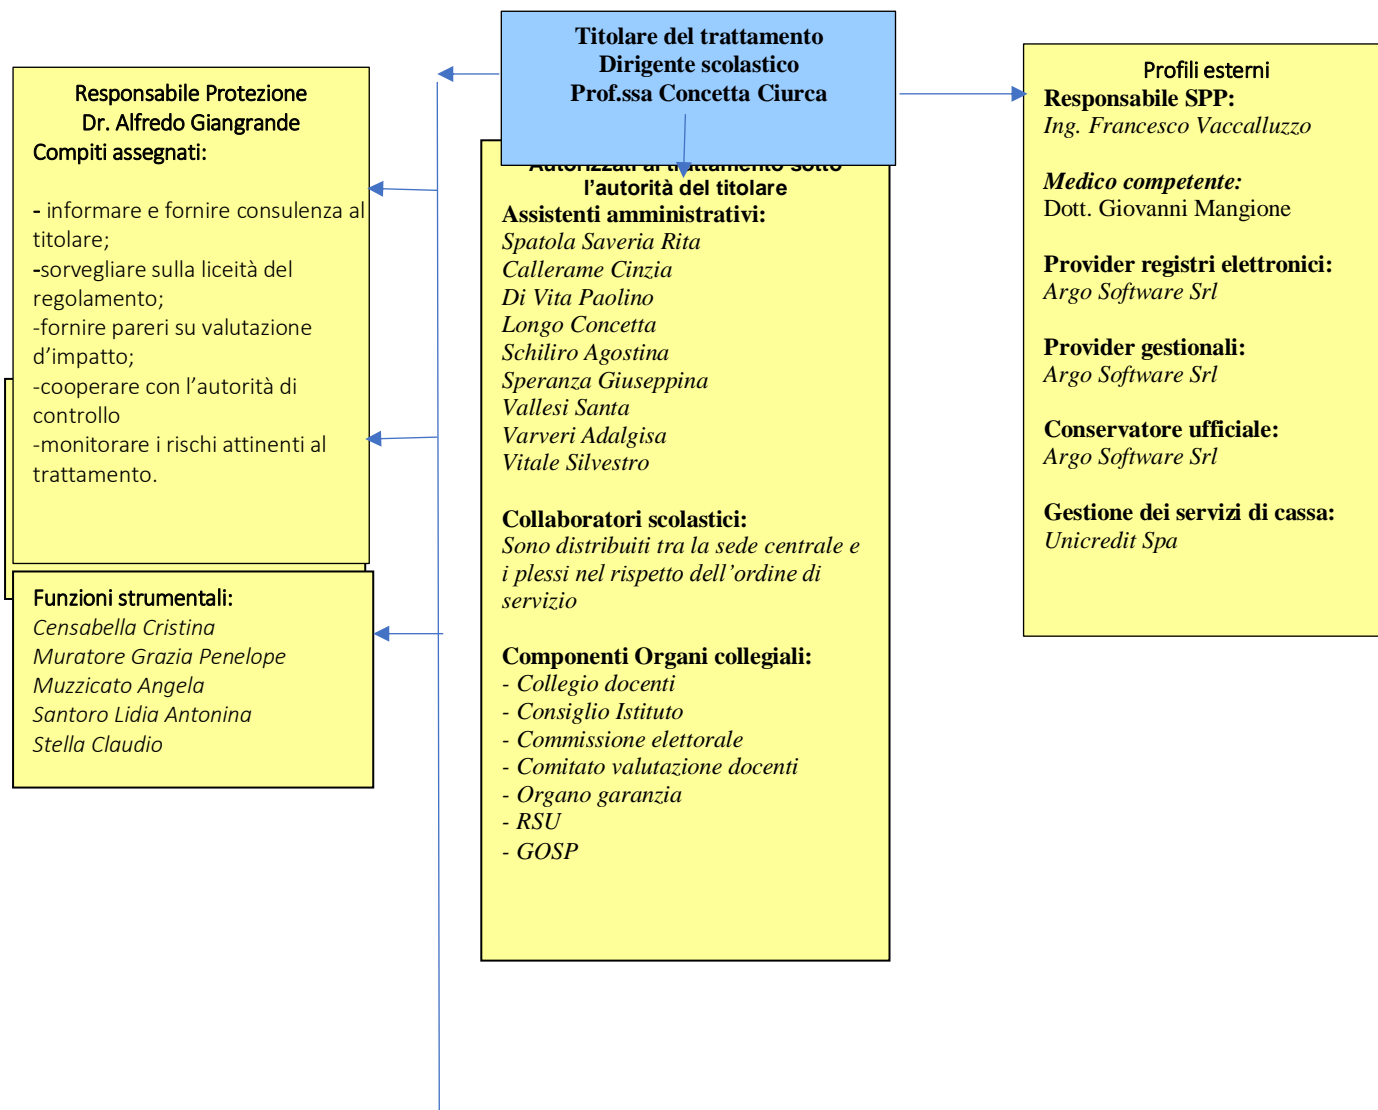 Titolare del trattamento
Dirigente scolastico
Prof.ssa Concetta Ciurca
Responsabile Protezione
Dr. Alfredo Giangrande
Compiti assegnati:
- informare e fornire consulenza al
titolare;
-sorvegliare sulla liceità del
regolamento;
-fornire pareri su valutazione
d’impatto;
-cooperare con l’autorità di
controllo
-monitorare i rischi attinenti al
trattamento.
Funzioni strumentali:
Censabella Cristina
Muratore Grazia Penelope
Muzzicato Angela
Santoro Lidia Antonina
Stella Claudio
Autorizzati al trattamento sotto
l’autorità del titolare
Assistenti amministrativi:
Spatola Saveria Rita
Callerame Cinzia
Di Vita Paolino
Longo Concetta
Schiliro Agostina
Speranza Giuseppina
Vallesi Santa
Varveri Adalgisa
Vitale Silvestro
Collaboratori scolastici:
Sono distribuiti tra la sede centrale e
i plessi nel rispetto dell’ordine di
servizio
Componenti Organi collegiali:
- Collegio docenti
- Consiglio Istituto
- Commissione elettorale
- Comitato valutazione docenti
- Organo garanzia
- RSU
- GOSP
Profili esterni
Responsabile SPP:
Ing. Francesco Vaccalluzzo
Medico competente:
Dott. Giovanni Mangione
Provider registri elettronici:
Argo Software Srl
Provider gestionali:
Argo Software Srl
Conservatore ufficiale:
Argo Software Srl
Gestione dei servizi di cassa:
Unicredit Spa